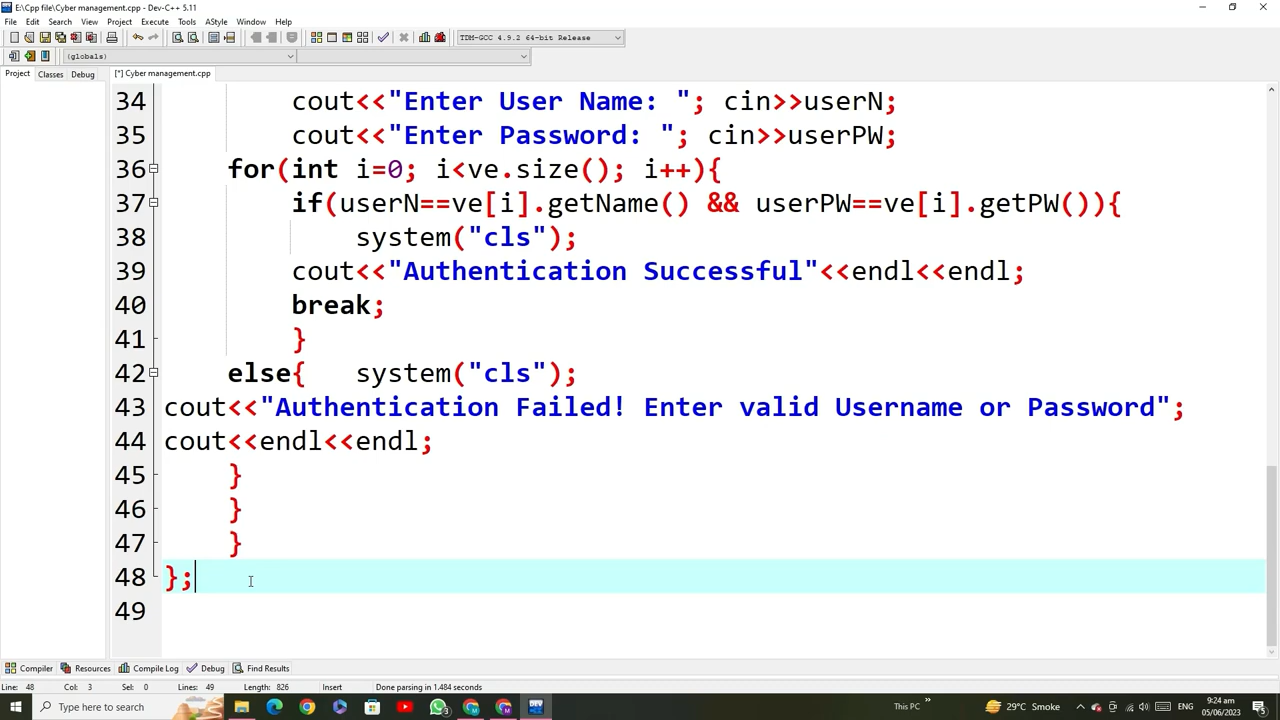 E:\Cpp file\Cyber management.cpp - Dev-C++ 5.11
File Edit Search View Project Execute Tools AStyle Window Help
TDM-GCC 4.9.2 64-bit Release
(globals)
Project Classes Debug [*] Cyber management.cpp
34 cout<<"Enter User Name: "; cin>>userN;
35 cout<<"Enter Password: "; cin>>userPW;
36 for(int i=0; i<ve.size(); i++){
37 if(userN==ve[i].getName() && userPW==ve[i].getPW()){
38 system("cls");
39 cout<<"Authentication Successful"<<endl<<endl;
40 break;
41 }
42 else{ system("cls");
43 cout<<"Authentication Failed! Enter valid Username or Password";
44 cout<<endl<<endl;
45 }
46 }
47 }
48 };
49
Compiler Resources Compile Log Debug Find Results
Line: 48 Col: 3 Sel: 0 Lines: 49 Length: 826 Insert Done parsing in 1.484 seconds
Type here to search 3 DEV This PC » 29°C Smoke ENG 9:24 am
05/06/2023 5